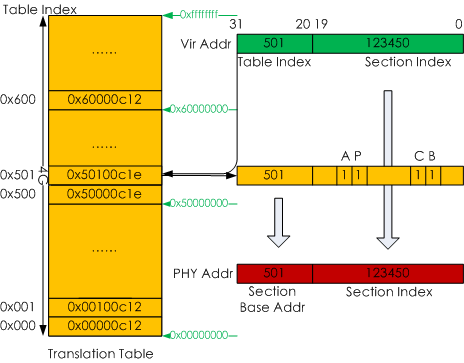 Table Index
0xffffffff
31 20 19 0
Vir Addr 501 123450
Table Index Section Index
......
0x600 0x60000c12
0x60000000
......
A P C B
0x501 0x50100c1e 501 1 1 1 1
4G
0x500 0x50000c1e
0x50000000
......
PHY Addr 501 123450
Section Base Addr
Section Index
0x001 0x00100c12
0x000 0x00000c12
0x00000000
Translation Table